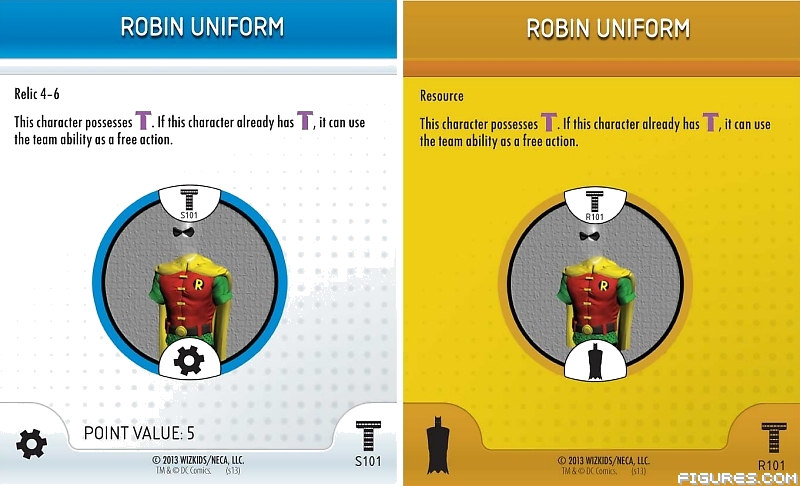 ROBIN UNIFORM
Relic 4-6
This character possesses T. If this character already has T, it can use
the team ability as a free action.
T
S101
R
POINT VALUE: 5
© 2013 WIZKIDS/NECA, LLC.
TM & © DC Comics. (s13)
T
S101
ROBIN UNIFORM
Resource
This character possesses T. If this character already has T, it can use
the team ability as a free action.
T
R101
R
© 2013 WIZKIDS/NECA, LLC.
TM & © DC Comics. (s13)
T
R101
FIGURES.COM